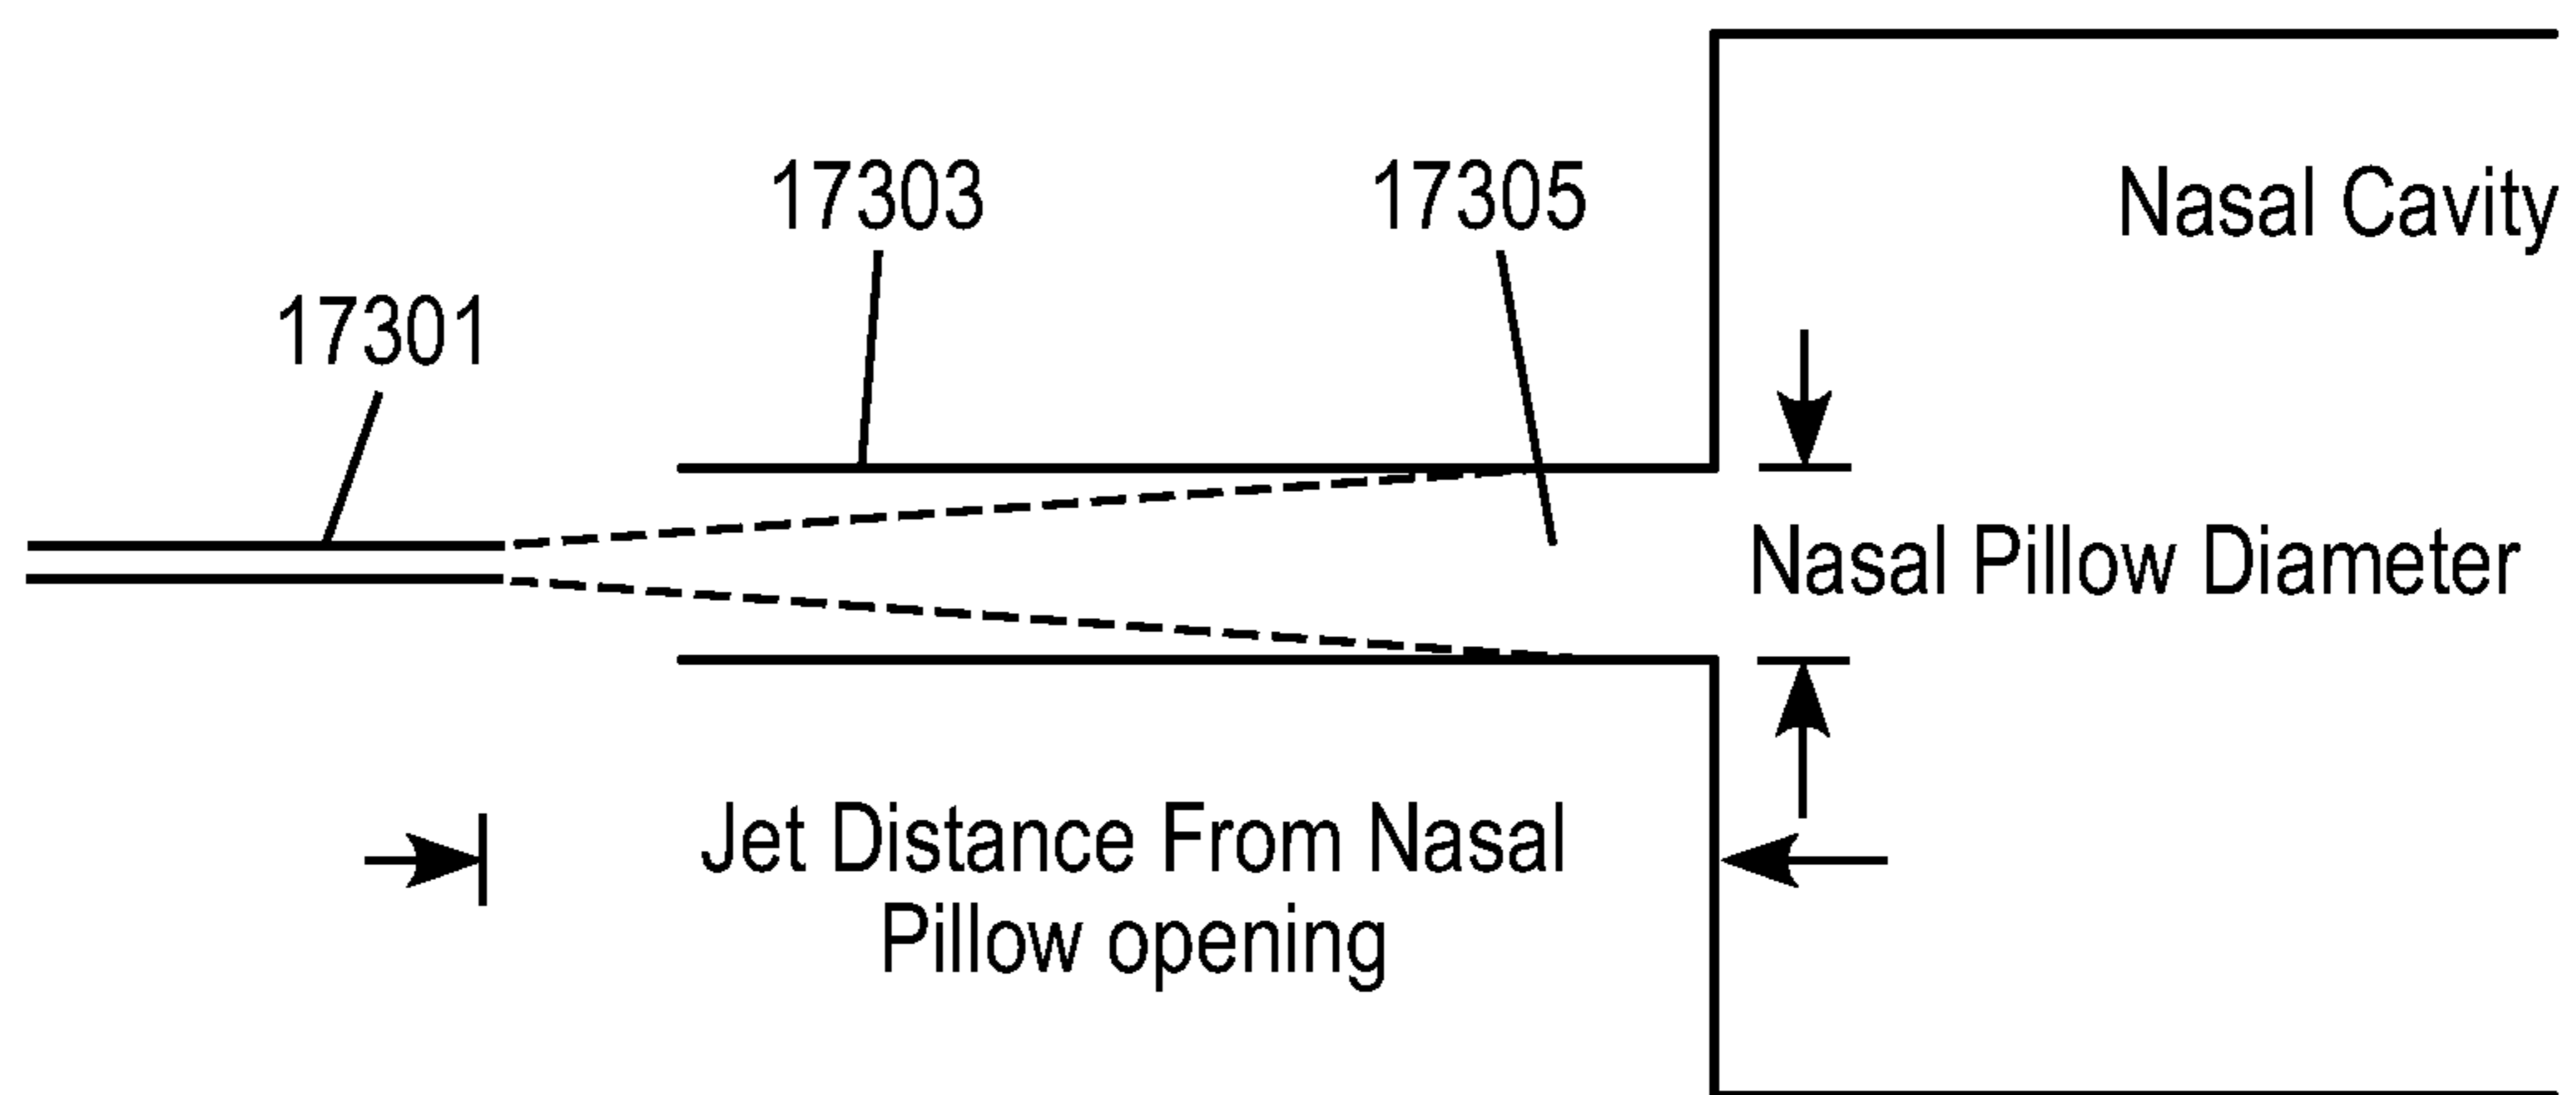 17303
17305
Nasal Cavity
17301
Nasal Pillow Diameter
Jet Distance From Nasal
Pillow opening